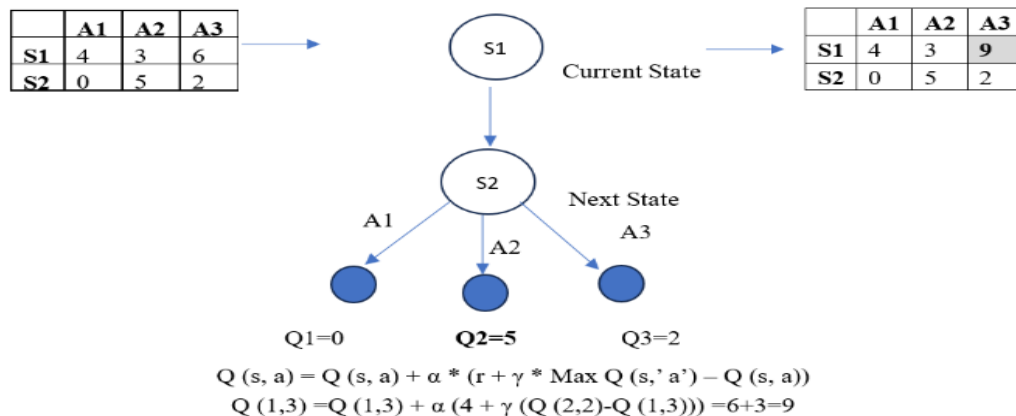 A1 A2 A3
S1 4 3 6
S2 0 5 2
S1
Current State
A1 A2 A3
S1 4 3 9
S2 0 5 2
S2
Next State
A1
A2
A3
Q1=0
Q2=5
Q3=2
Q (s, a) = Q (s, a) + α * (r + γ * Max Q (s,’ a’) – Q (s, a))
Q (1,3) =Q (1,3) + α (4 + γ (Q (2,2)-Q (1,3))) =6+3=9